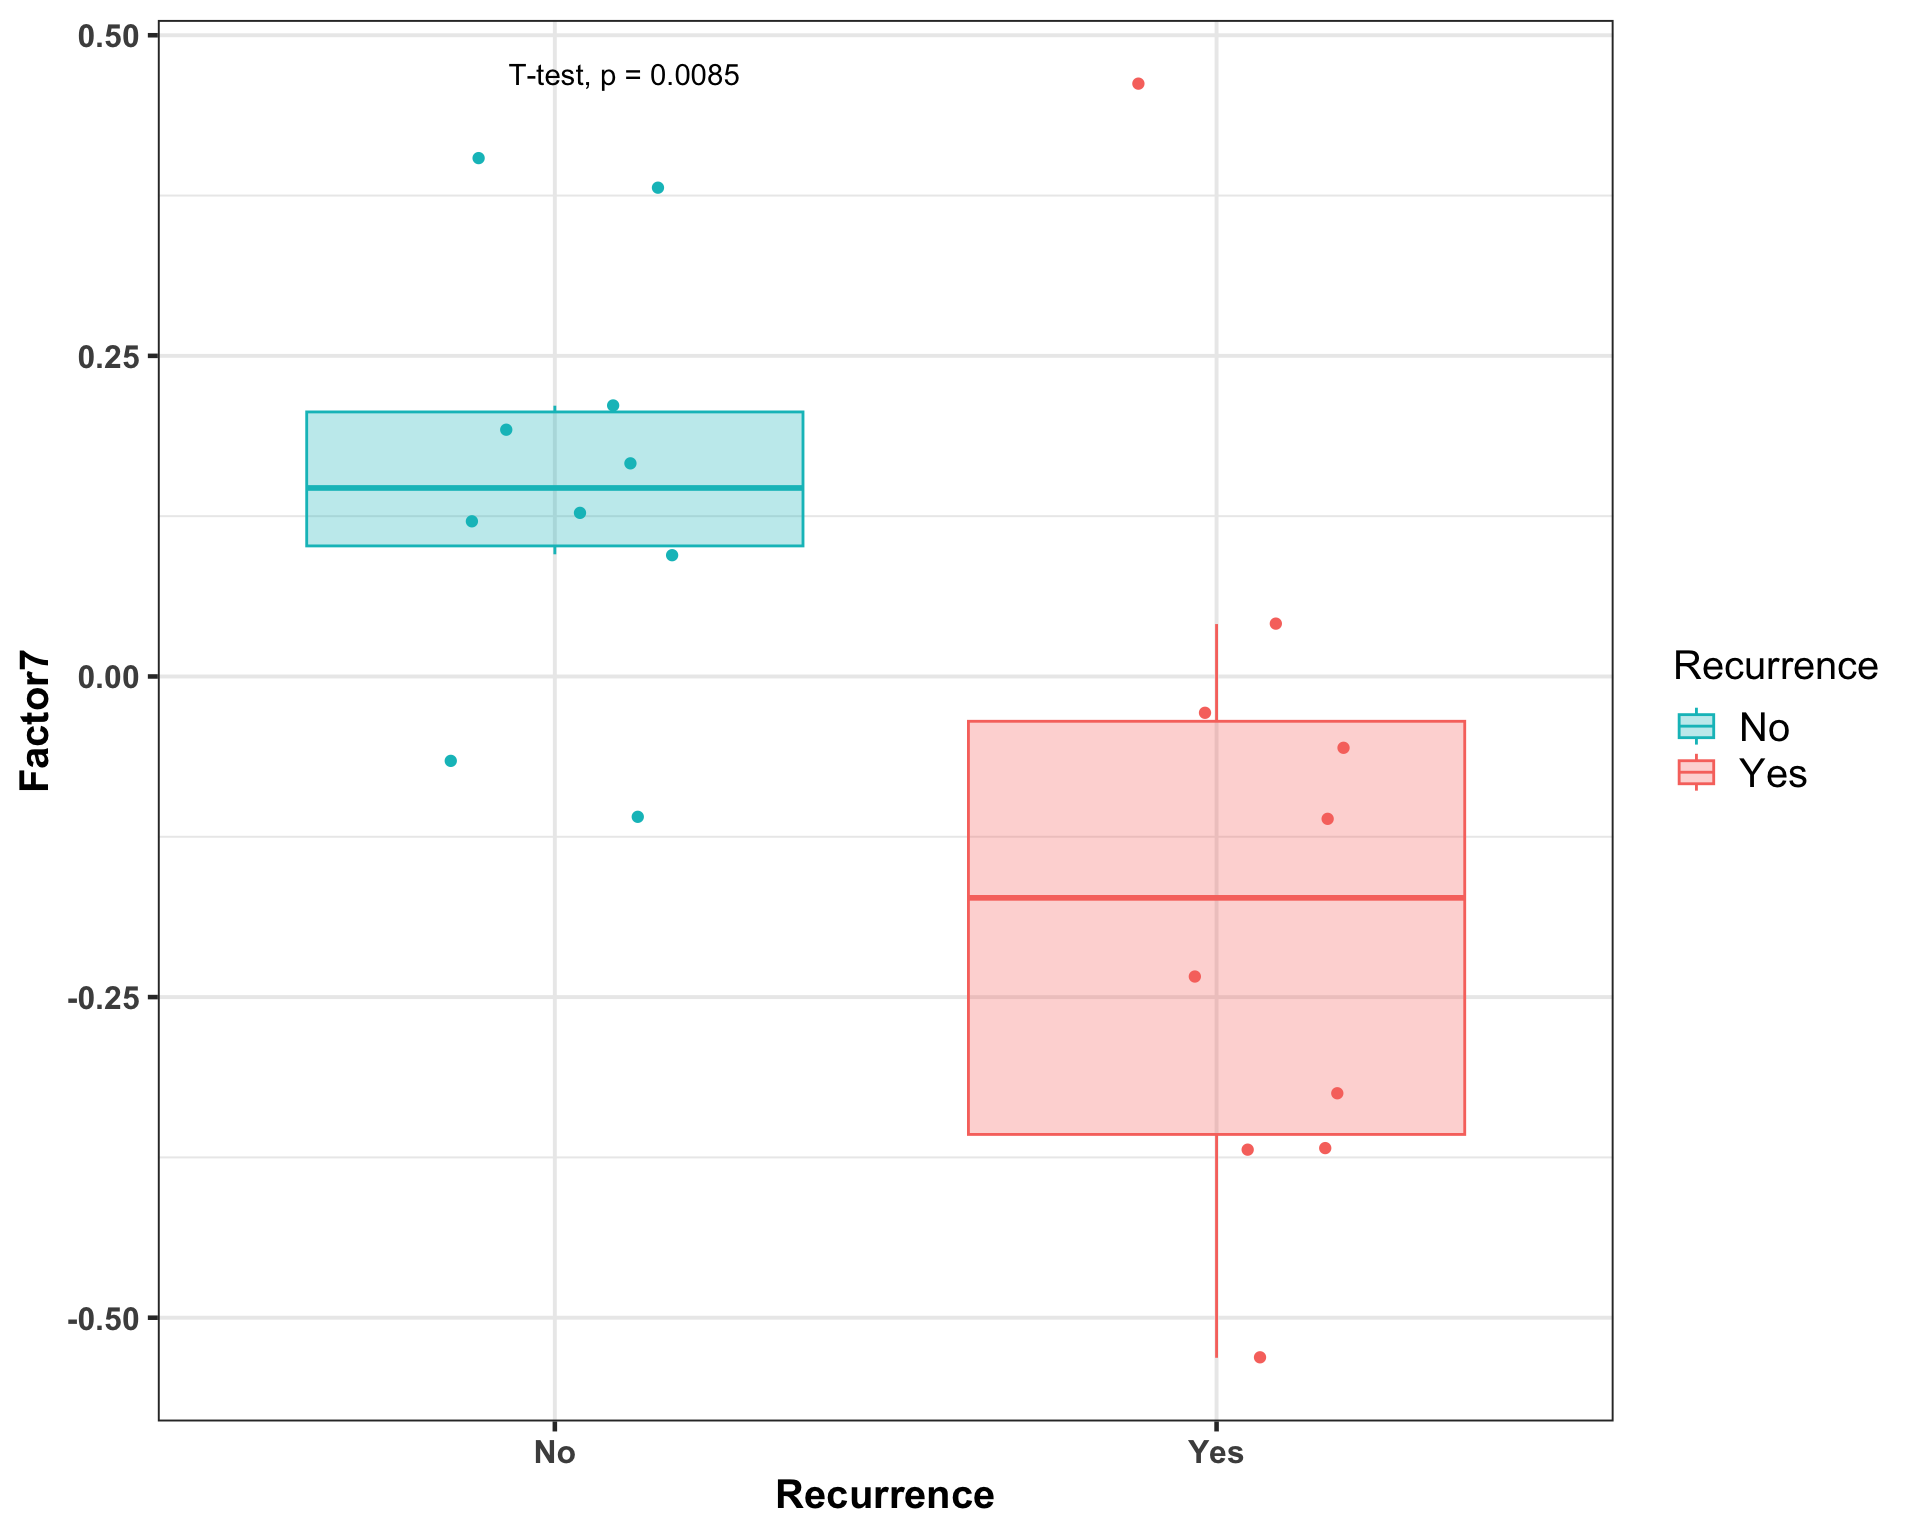 0.50
T-test, p = 0.0085
0.25
0.00
-0.25
-0.50
Factor7
No
Yes
Recurrence
Recurrence
No
Yes